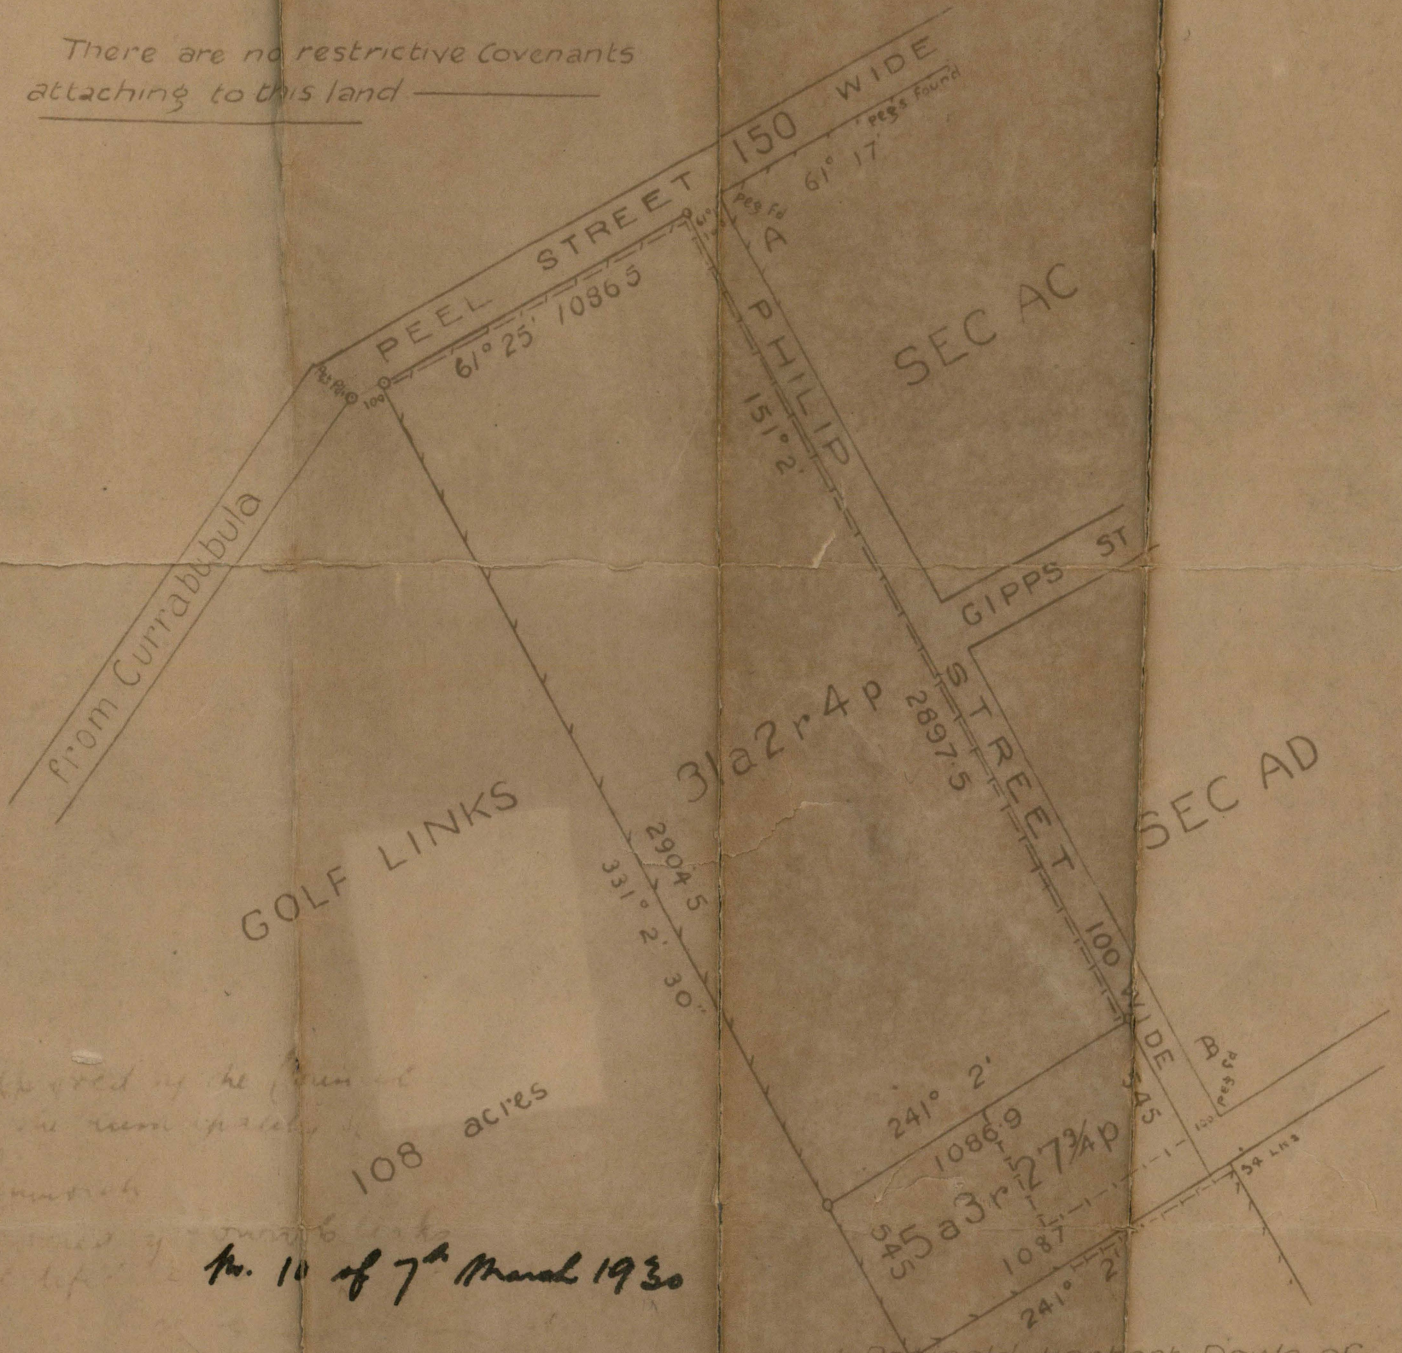 There are no restrictive Covenants
attaching to this land
150 WIDE
pegs found
61° 17'
PEEL STREET
peg Fd
A
61° 25' 1086.5
100
from Currabubula
PHILIP
151° 2'
SEC AC
GIPPS ST
STREET
2897.5
31a 2r 4p
SEC AD
GOLF LINKS
2904.5
331° 2' 30"
100 WIDE
B
Peg Fd
241° 2'
1086.9
545
5a 3r 27¾p
108 acres
545
1087
241° 2'
54 Lks
No. 10 of 7th March 1930